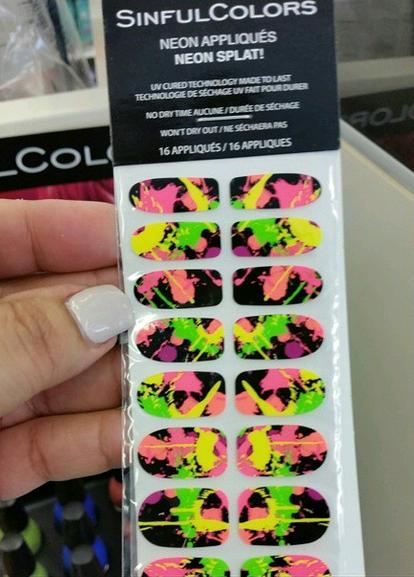 SINFULCOLORS
NEON APPLIQUÉS
NEON SPLAT!
UV CURED TECHNOLOGY MADE TO LAST
TECHNOLOGIE DE SÉCHAGE UV FAIT POUR DURER
NO DRY TIME AUCUNE / DURÉE DE SÉCHAGE
WON'T DRY OUT / NE SÉCHAERA PAS
16 APPLIQUÉS / 16 APPLIQUES
LCOLO